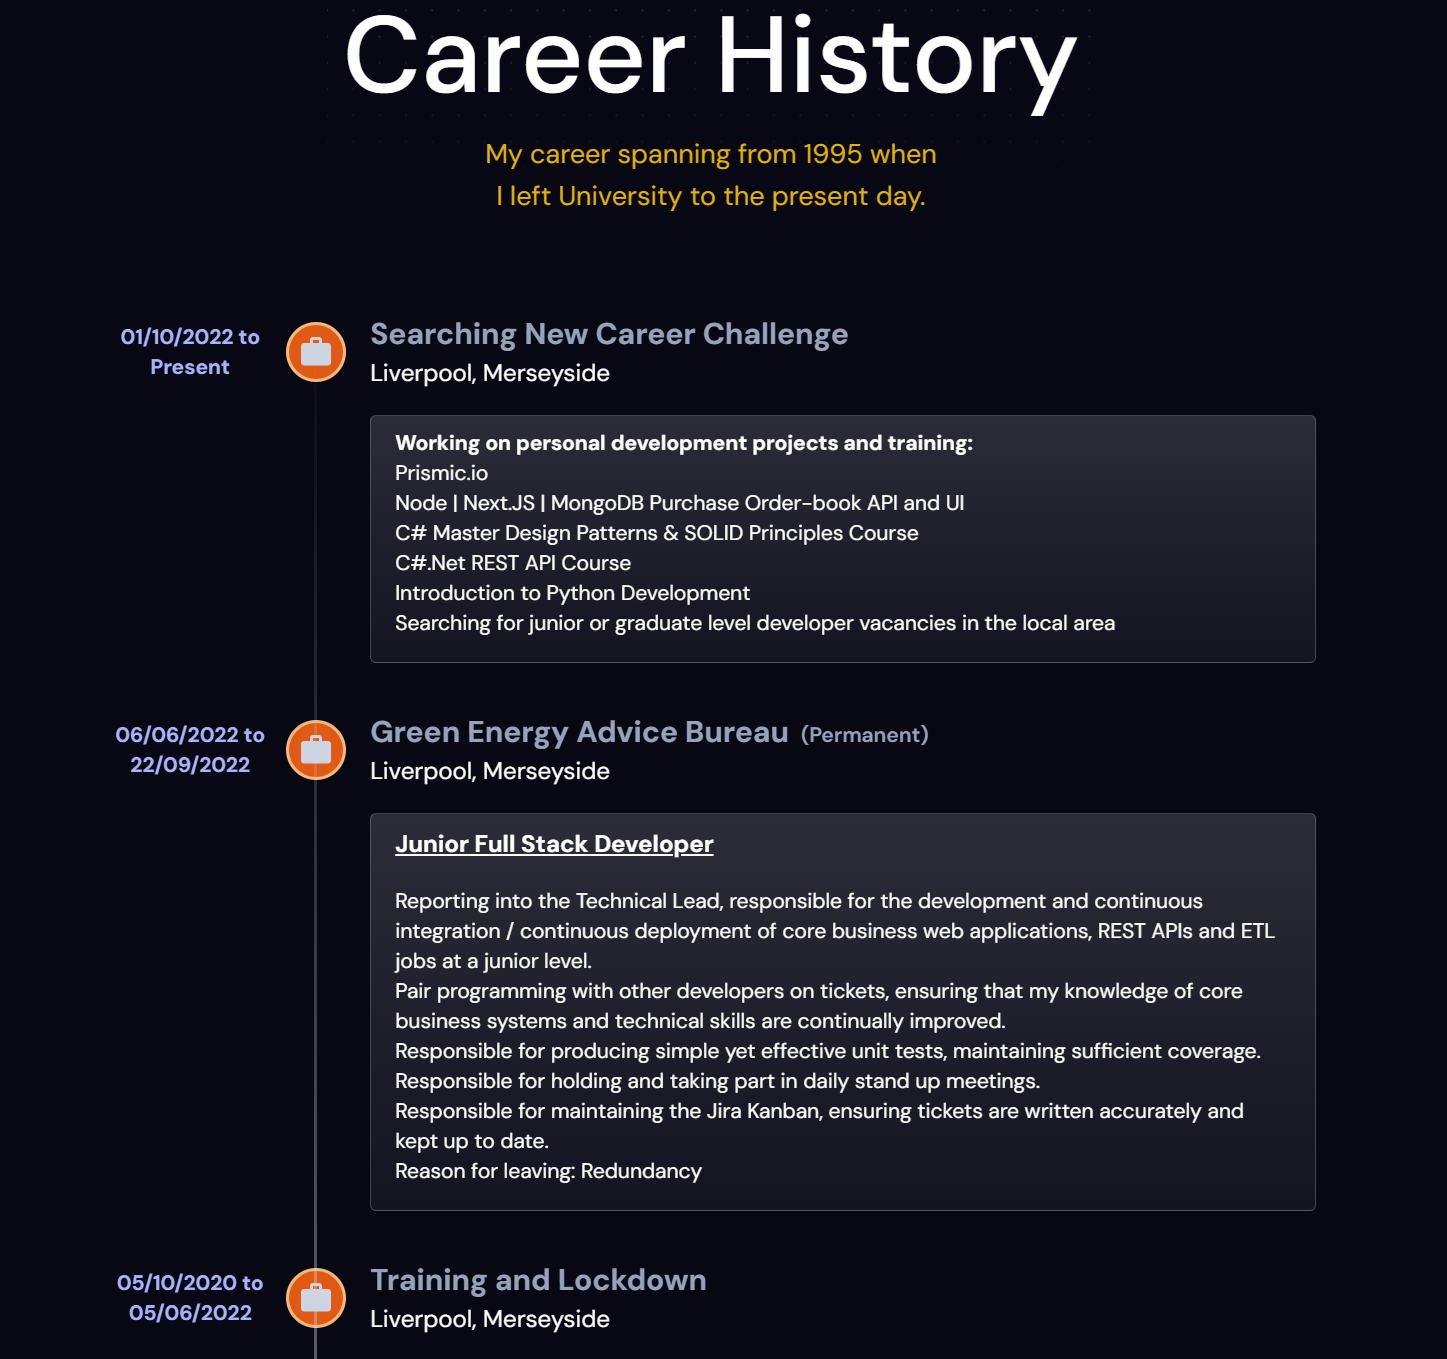 Career History
My career spanning from 1995 when
I left University to the present day.
01/10/2022 to
Present
Searching New Career Challenge
Liverpool, Merseyside
Working on personal development projects and training:
Prismic.io
Node | Next.JS | MongoDB Purchase Order-book API and UI
C# Master Design Patterns & SOLID Principles Course
C#.Net REST API Course
Introduction to Python Development
Searching for junior or graduate level developer vacancies in the local area
06/06/2022 to
22/09/2022
Green Energy Advice Bureau (Permanent)
Liverpool, Merseyside
Junior Full Stack Developer
Reporting into the Technical Lead, responsible for the development and continuous
integration / continuous deployment of core business web applications, REST APIs and ETL
jobs at a junior level.
Pair programming with other developers on tickets, ensuring that my knowledge of core
business systems and technical skills are continually improved.
Responsible for producing simple yet effective unit tests, maintaining sufficient coverage.
Responsible for holding and taking part in daily stand up meetings.
Responsible for maintaining the Jira Kanban, ensuring tickets are written accurately and
kept up to date.
Reason for leaving: Redundancy
05/10/2020 to
05/06/2022
Training and Lockdown
Liverpool, Merseyside